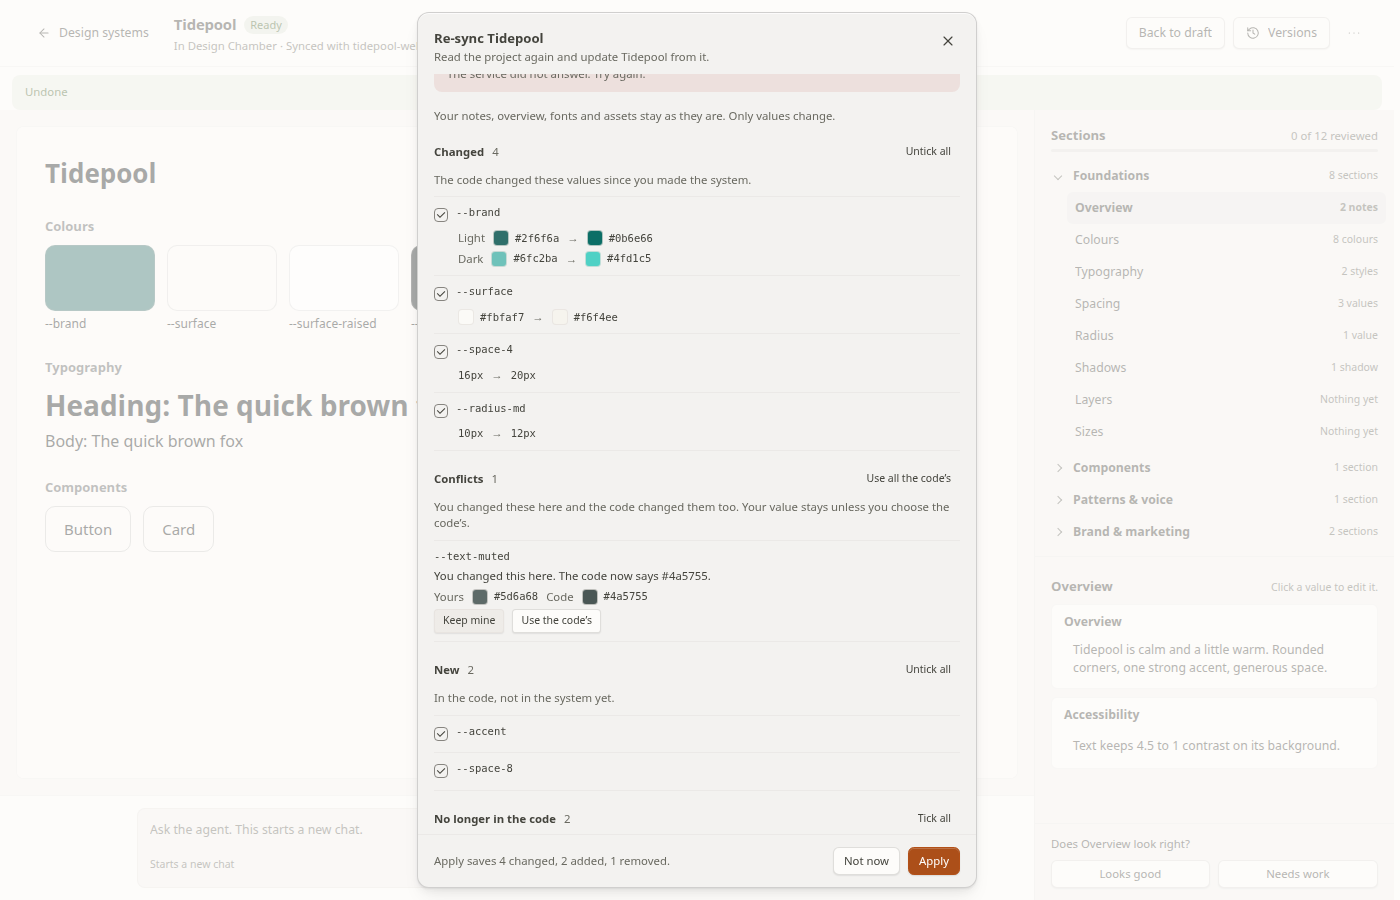 Design systems
Tidepool Ready
In Design Chamber · Synced with tidepool-we
Back to draft
Versions
Undone
Tidepool
Colours
--brand
--surface
--surface-raised
Typography
Heading: The quick brown
Body: The quick brown fox
Components
Button
Card
Ask the agent. This starts a new chat.
Starts a new chat
Re-sync Tidepool
Read the project again and update Tidepool from it.
The service did not answer. Try again.
Your notes, overview, fonts and assets stay as they are. Only values change.
Changed 4 Untick all
The code changed these values since you made the system.
--brand
Light #2f6f6a → #0b6e66
Dark #6fc2ba → #4fd1c5
--surface
#fbfaf7 → #f6f4ee
--space-4
16px → 20px
--radius-md
10px → 12px
Conflicts 1 Use all the code’s
You changed these here and the code changed them too. Your value stays unless you choose the
code’s.
--text-muted
You changed this here. The code now says #4a5755.
Yours #5d6a68 Code #4a5755
Keep mine Use the code’s
New 2 Untick all
In the code, not in the system yet.
--accent
--space-8
No longer in the code 2 Tick all
Apply saves 4 changed, 2 added, 1 removed.
Not now Apply
Sections 0 of 12 reviewed
Foundations 8 sections
Overview 2 notes
Colours 8 colours
Typography 2 styles
Spacing 3 values
Radius 1 value
Shadows 1 shadow
Layers Nothing yet
Sizes Nothing yet
Components 1 section
Patterns & voice 1 section
Brand & marketing 2 sections
Overview Click a value to edit it.
Overview
Tidepool is calm and a little warm. Rounded
corners, one strong accent, generous space.
Accessibility
Text keeps 4.5 to 1 contrast on its background.
Does Overview look right?
Looks good Needs work